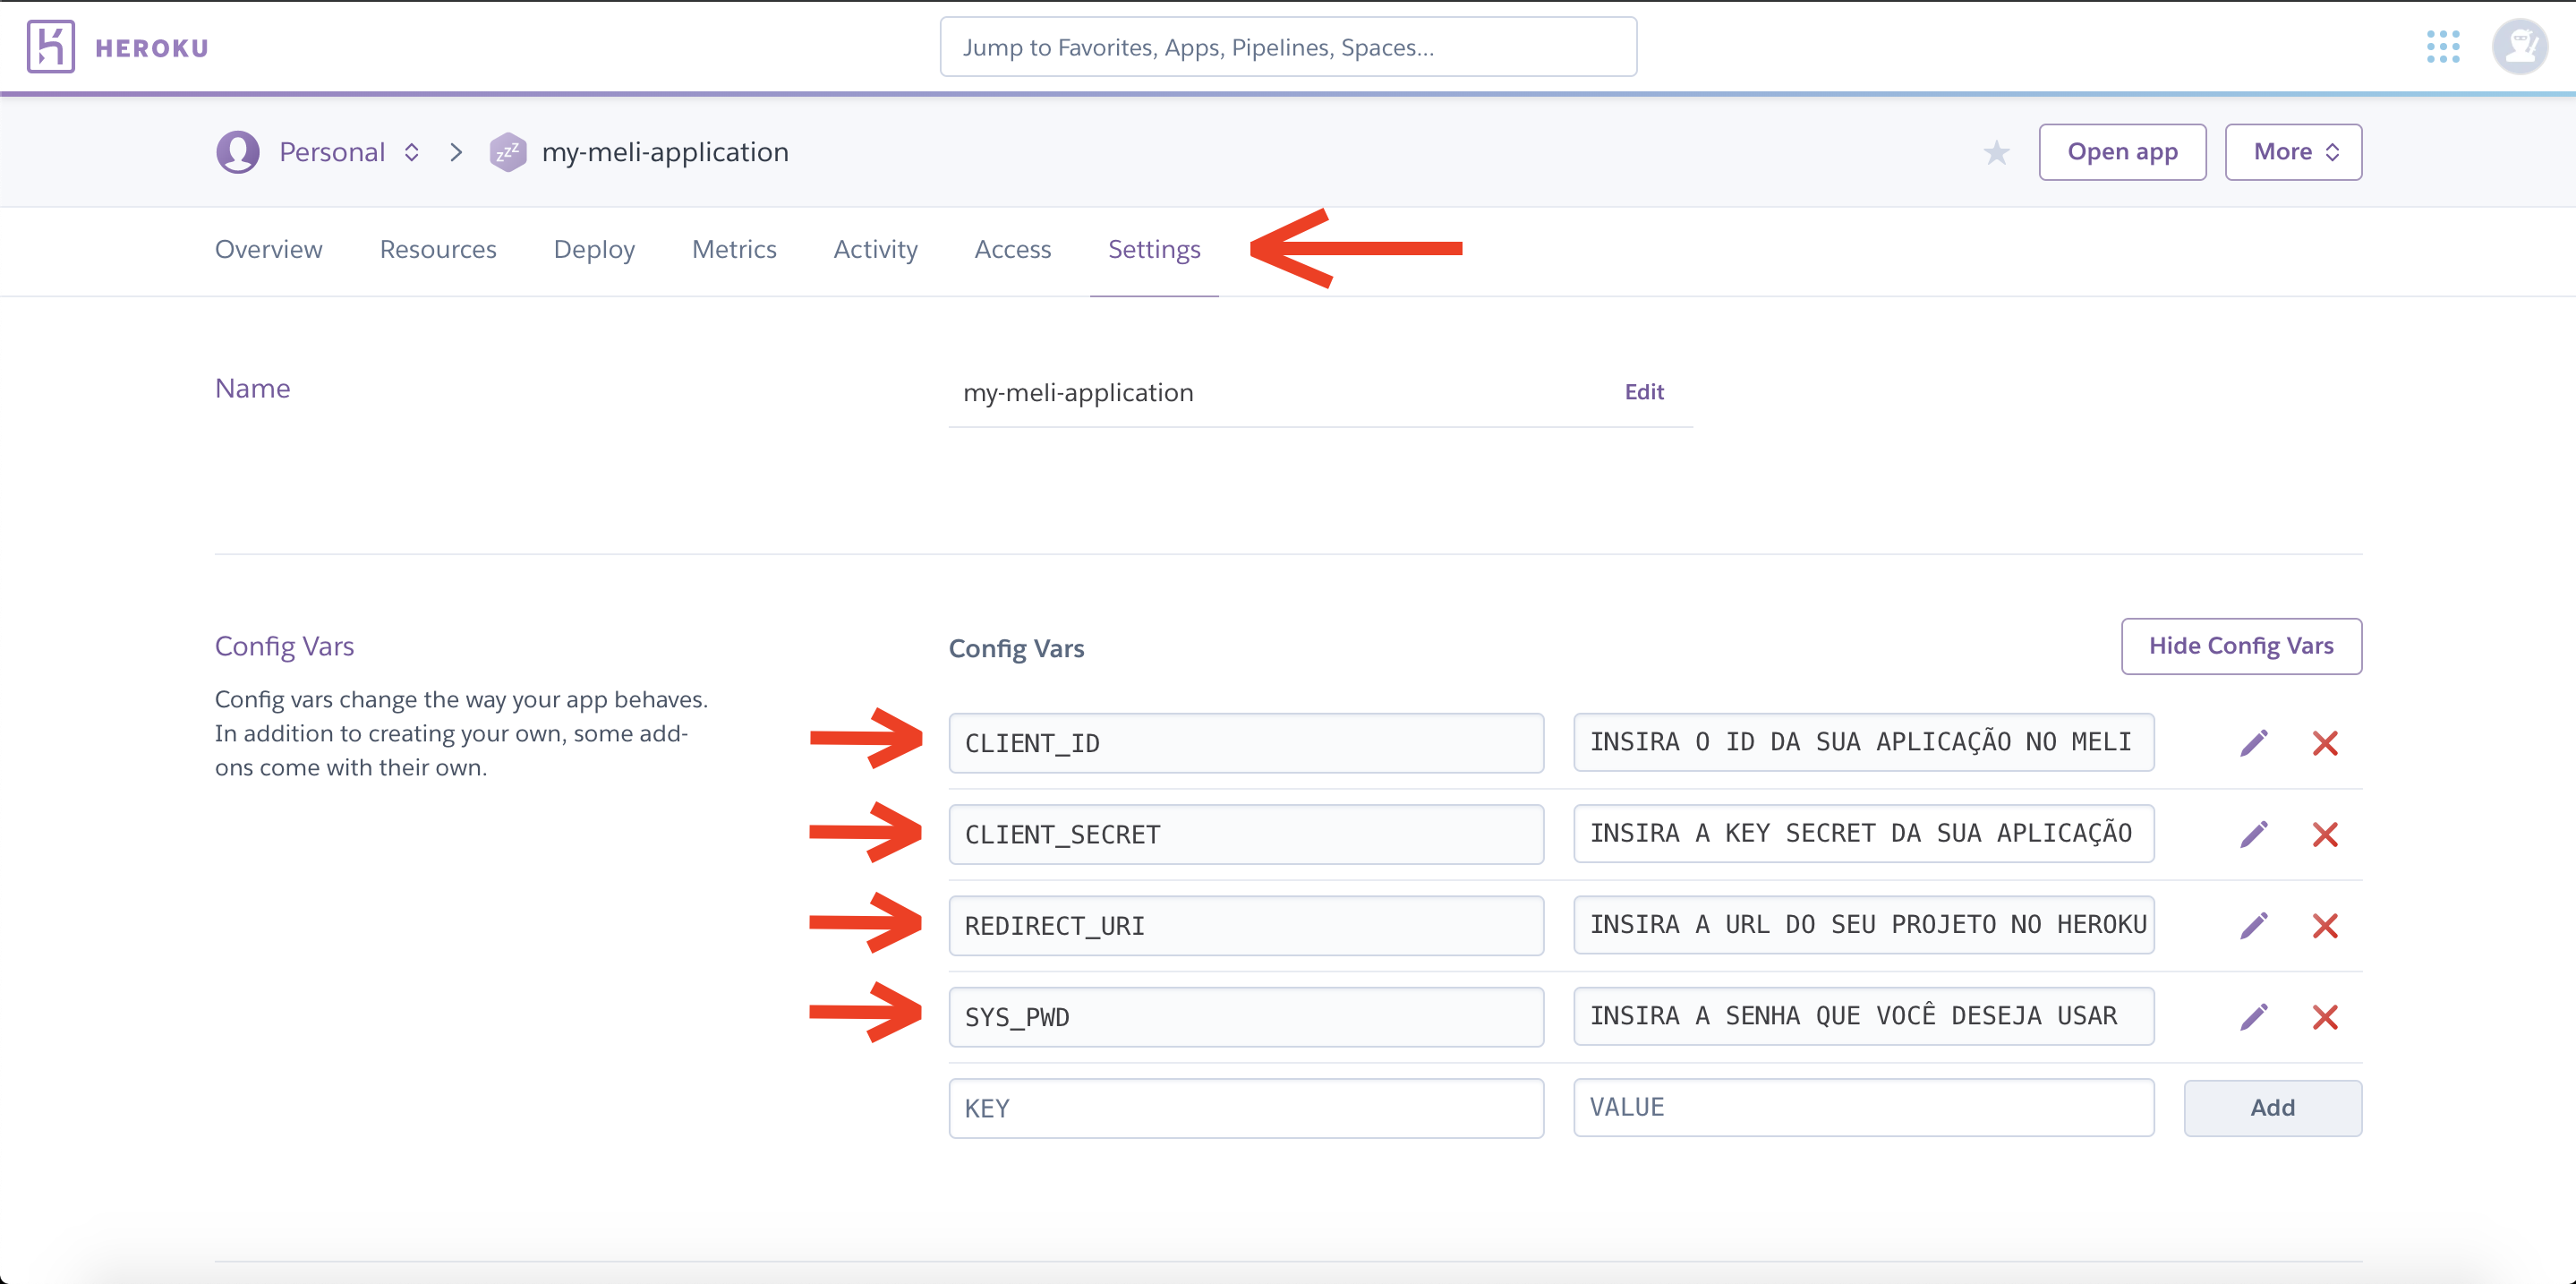 HEROKU
Jump to Favorites, Apps, Pipelines, Spaces...
Personal
zzz
my-meli-application
Open app
More
Overview
Resources
Deploy
Metrics
Activity
Access
Settings
Name
my-meli-application
Edit
Config Vars
Config vars change the way your app behaves.
In addition to creating your own, some add-
ons come with their own.
Config Vars
Hide Config Vars
CLIENT_ID
INSIRA O ID DA SUA APLICAÇÃO NO MELI
CLIENT_SECRET
INSIRA A KEY SECRET DA SUA APLICAÇÃO
REDIRECT_URI
INSIRA A URL DO SEU PROJETO NO HEROKU
SYS_PWD
INSIRA A SENHA QUE VOCÊ DESEJA USAR
KEY
VALUE
Add